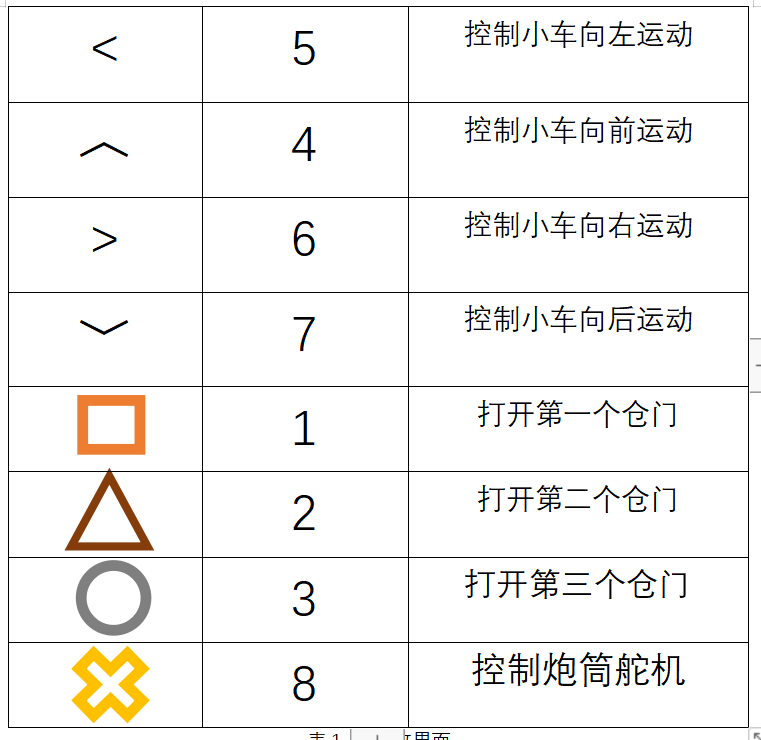 < 5 控制小车向左运动
︿ 4 控制小车向前运动
> 6 控制小车向右运动
﹀ 7 控制小车向后运动
1 打开第一个仓门
2 打开第二个仓门
3 打开第三个仓门
8 控制炮筒舵机